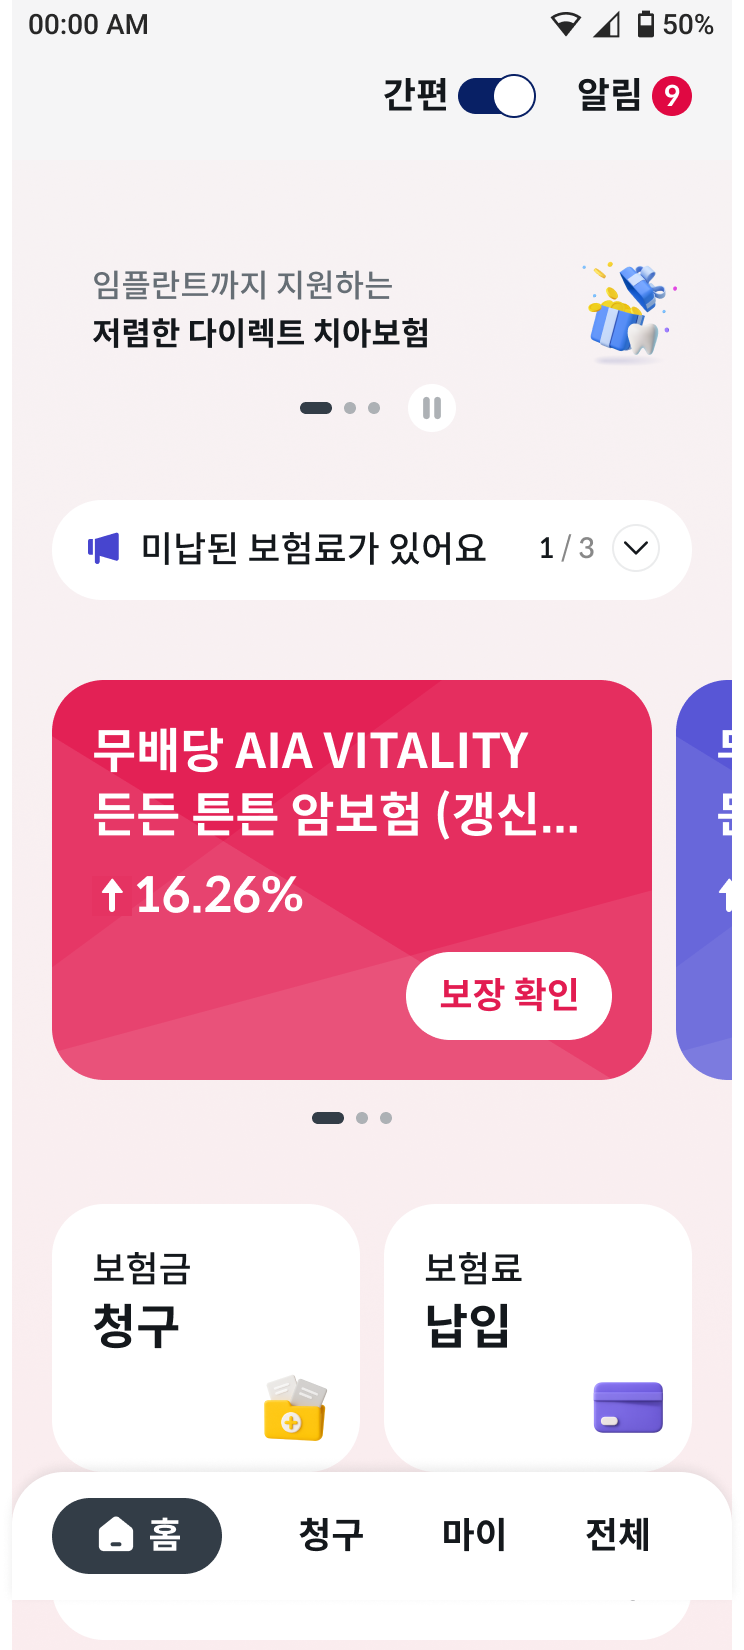 00:00 AM 50%
간편 알림 9
임플란트까지 지원하는
저렴한 다이렉트 치아보험
미납된 보험료가 있어요 1 / 3
무배당 AIA VITALITY
든든 튼튼 암보험 (갱신...
16.26%
보장 확인
보험금
청구
보험료
납입
홈 청구 마이 전체